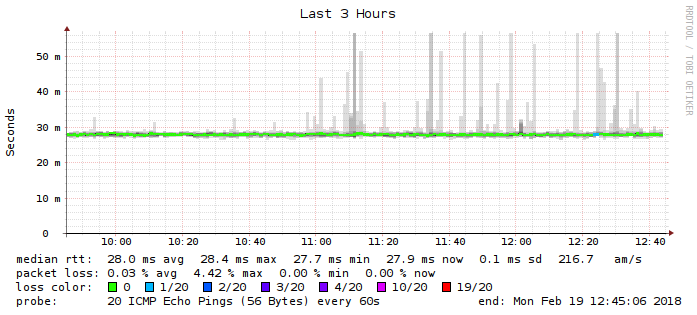 Last 3 Hours
RRDTOOL / TOBI OETIKER
Seconds
50 m
40 m
30 m
20 m
10 m
0
10:00 10:20 10:40 11:00 11:20 11:40 12:00 12:20 12:40
median rtt: 28.0 ms avg 28.4 ms max 27.7 ms min 27.9 ms now 0.1 ms sd 216.7 am/s
packet loss: 0.03 % avg 4.42 % max 0.00 % min 0.00 % now
loss color: 0 1/20 2/20 3/20 4/20 10/20 19/20
probe: 20 ICMP Echo Pings (56 Bytes) every 60s end: Mon Feb 19 12:45:06 2018